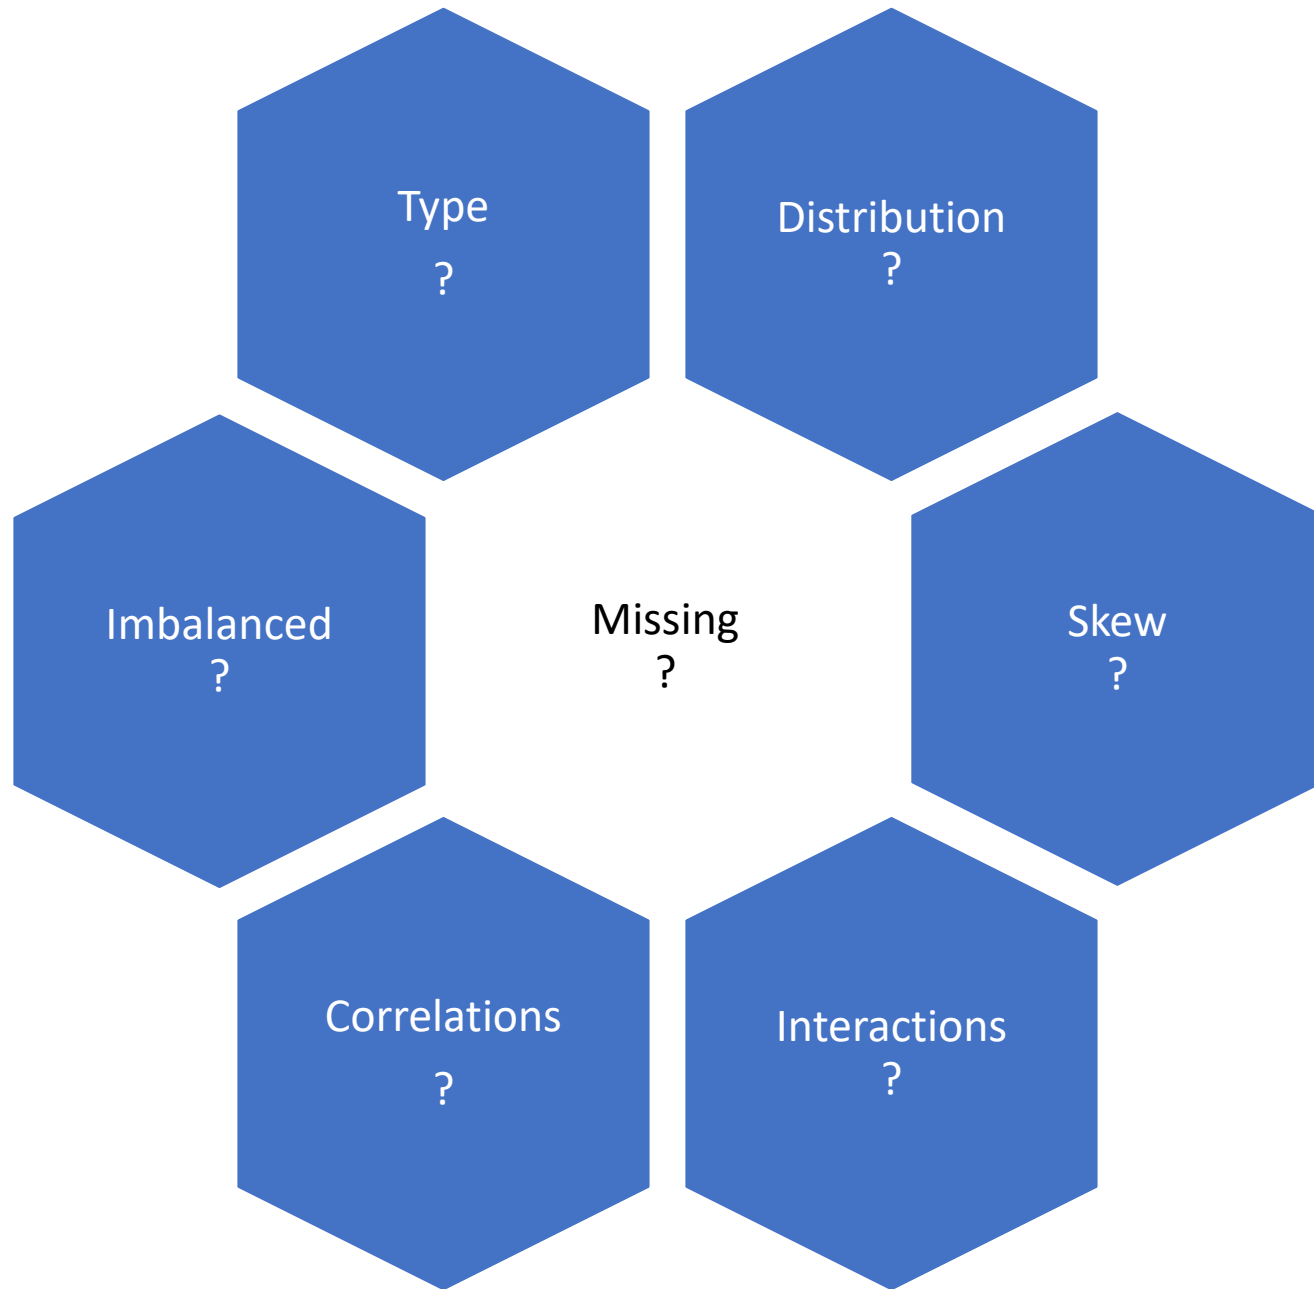 Type
?
Distribution
?
Imbalanced
?
Missing
?
Skew
?
Correlations
?
Interactions
?